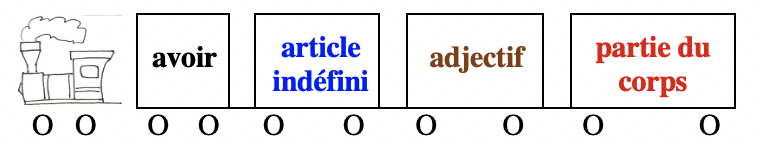 avoir
article
indéfini
adjectif
partie du
corps
O O O O O O O O O O